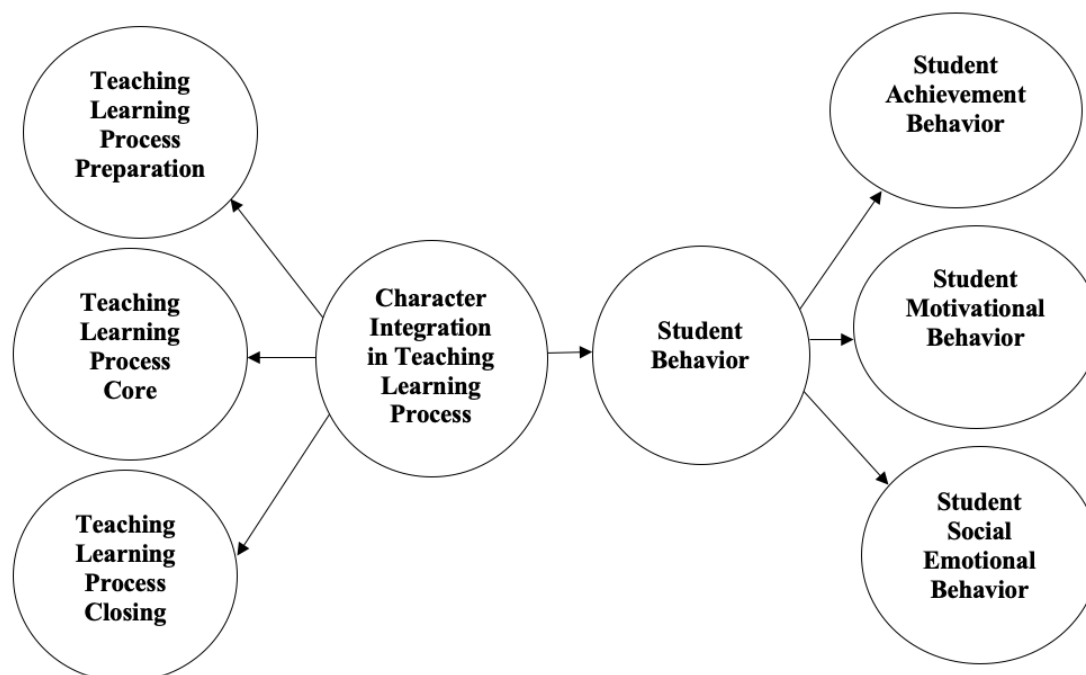 Teaching
Learning
Process
Preparation
Teaching
Learning
Process
Core
Teaching
Learning
Process
Closing
Character
Integration
in Teaching
Learning
Process
Student
Behavior
Student
Achievement
Behavior
Student
Motivational
Behavior
Student
Social
Emotional
Behavior